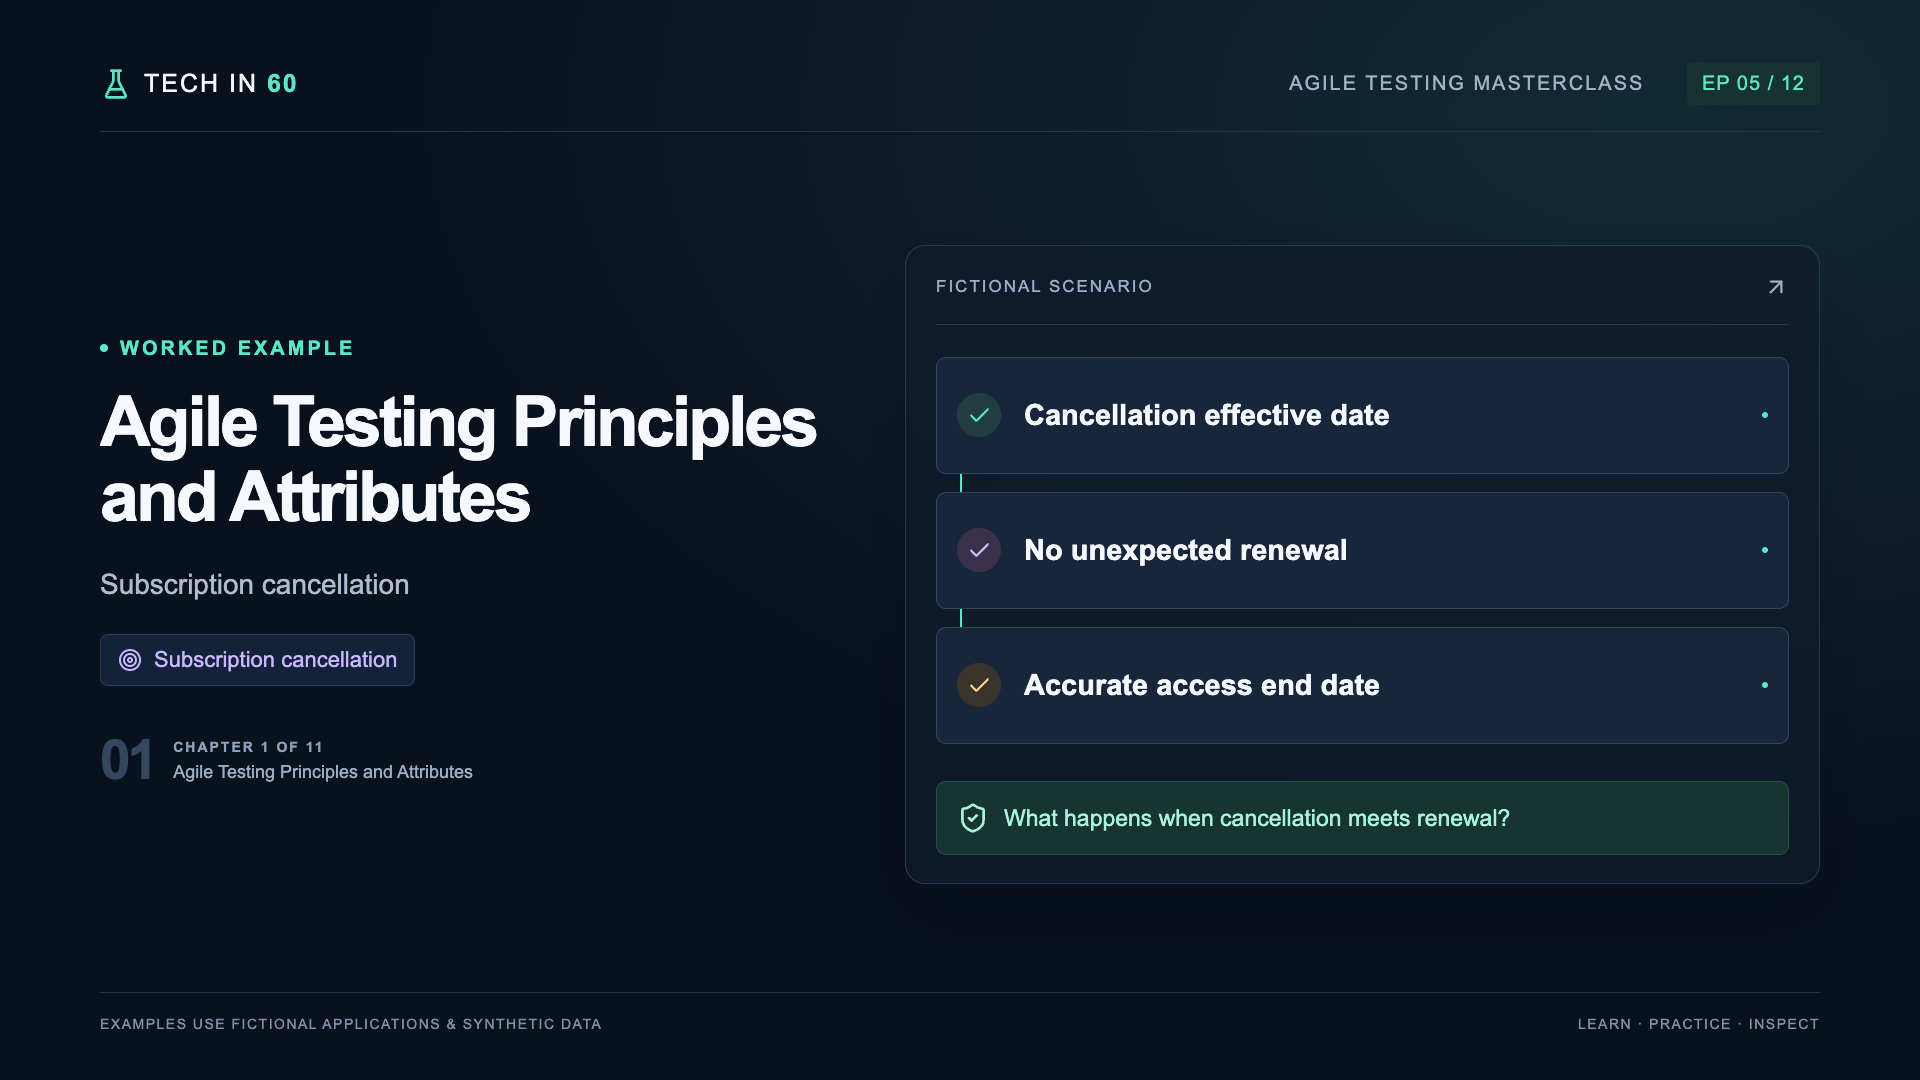 TECH IN 60
AGILE TESTING MASTERCLASS
EP 05 / 12
• WORKED EXAMPLE
Agile Testing Principles
and Attributes
Subscription cancellation
Subscription cancellation
01
CHAPTER 1 OF 11
Agile Testing Principles and Attributes
FICTIONAL SCENARIO
Cancellation effective date
No unexpected renewal
Accurate access end date
What happens when cancellation meets renewal?
EXAMPLES USE FICTIONAL APPLICATIONS & SYNTHETIC DATA
LEARN · PRACTICE · INSPECT